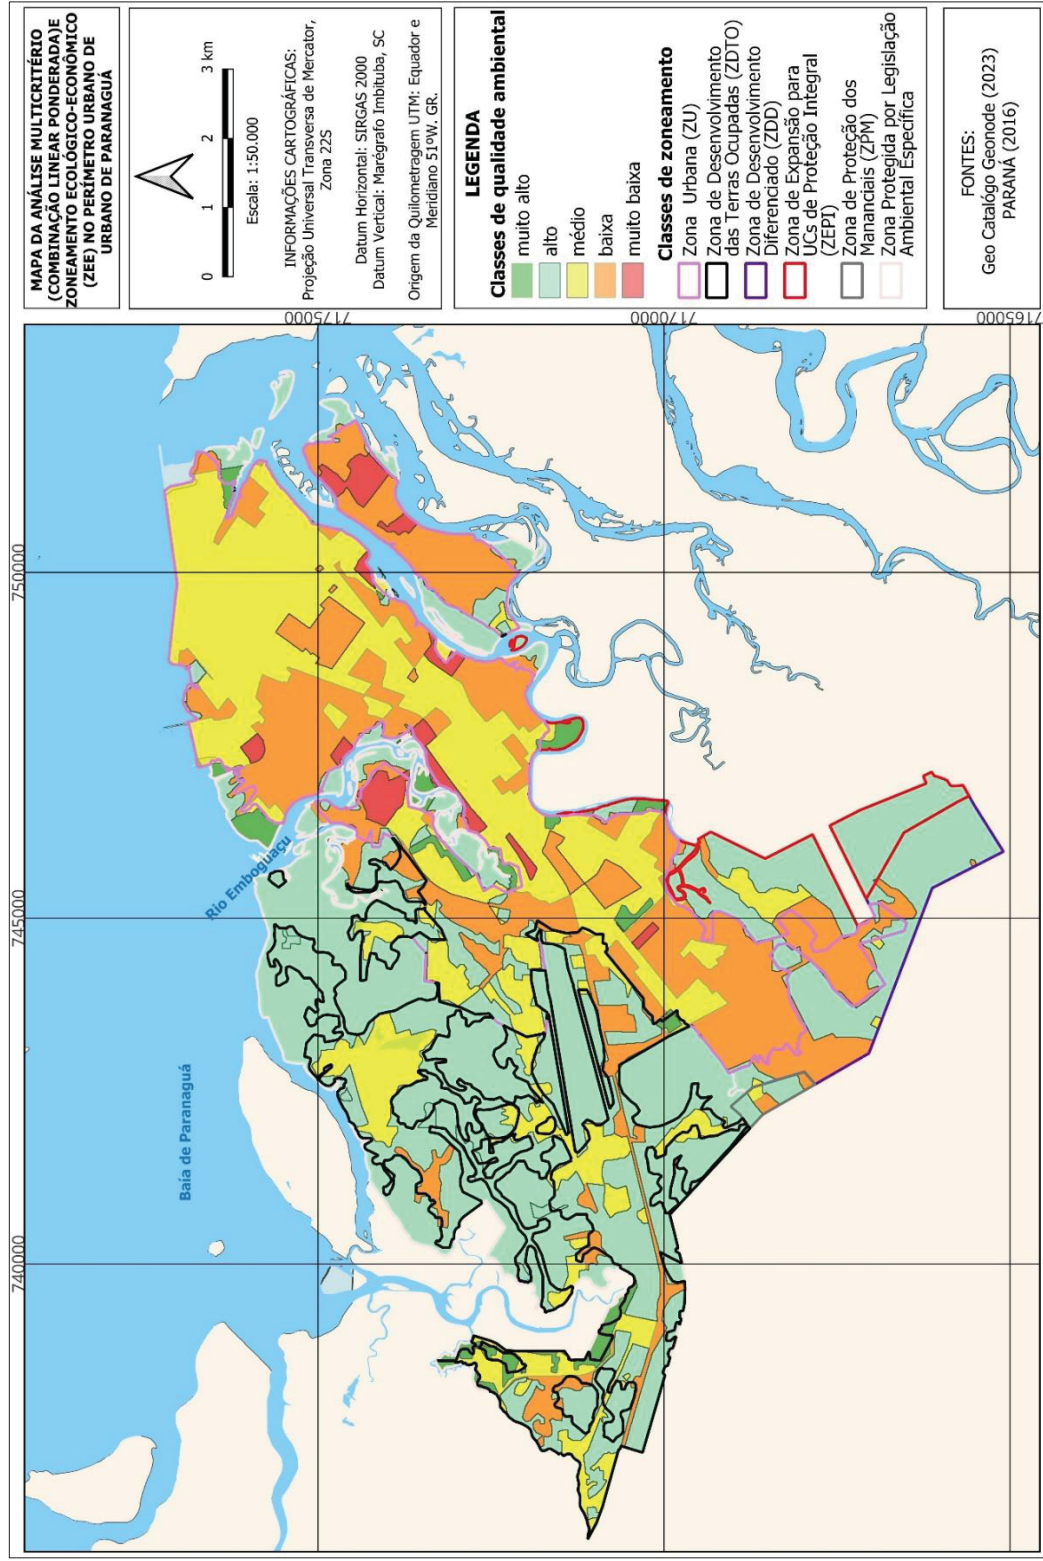 MAPA DA ANÁLISE MULTICRITÉRIO
(COMBINAÇÃO LINEAR PONDERADA)E
ZONEAMENTO ECOLÓGICO-ECONÔMICO
(ZEE) NO PERÍMETRO URBANO DE
URBANO DE PARANAGUÁ
0
1
2
3 km
Escala: 1:50.000
INFORMAÇÕES CARTOGRÁFICAS:
Projeção Universal Transversa de Mercator,
Zona 22S
Datum Horizontal: SIRGAS 2000
Datum Vertical: Marégrafo Imbituba, SC
Origem da Quilometragem UTM: Equador e
Meridiano 51ºW. GR.
LEGENDA
Classes de qualidade ambiental
muito alto
alto
médio
baixa
muito baixa
Classes de zoneamento
Zona Urbana (ZU)
Zona de Desenvolvimento
das Terras Ocupadas (ZDTO)
Zona de Desenvolvimento
Diferenciado (ZDD)
Zona de Expansão para
UCs de Proteção Integral
(ZEPI)
Zona de Proteção dos
Mananciais (ZPM)
Zona Protegida por Legislação
Ambiental Específica
FONTES:
Geo Catálogo Geonode (2023)
PARANÁ (2016)
740000
745000
750000
7175000
7170000
7165000
Baía de Paranaguá
Rio Emboguaçu